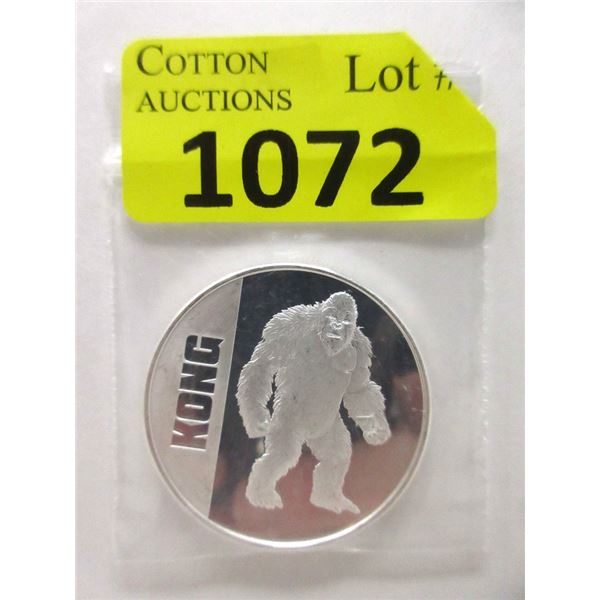 COTTON
AUCTIONS
Lot #
1072
KONG